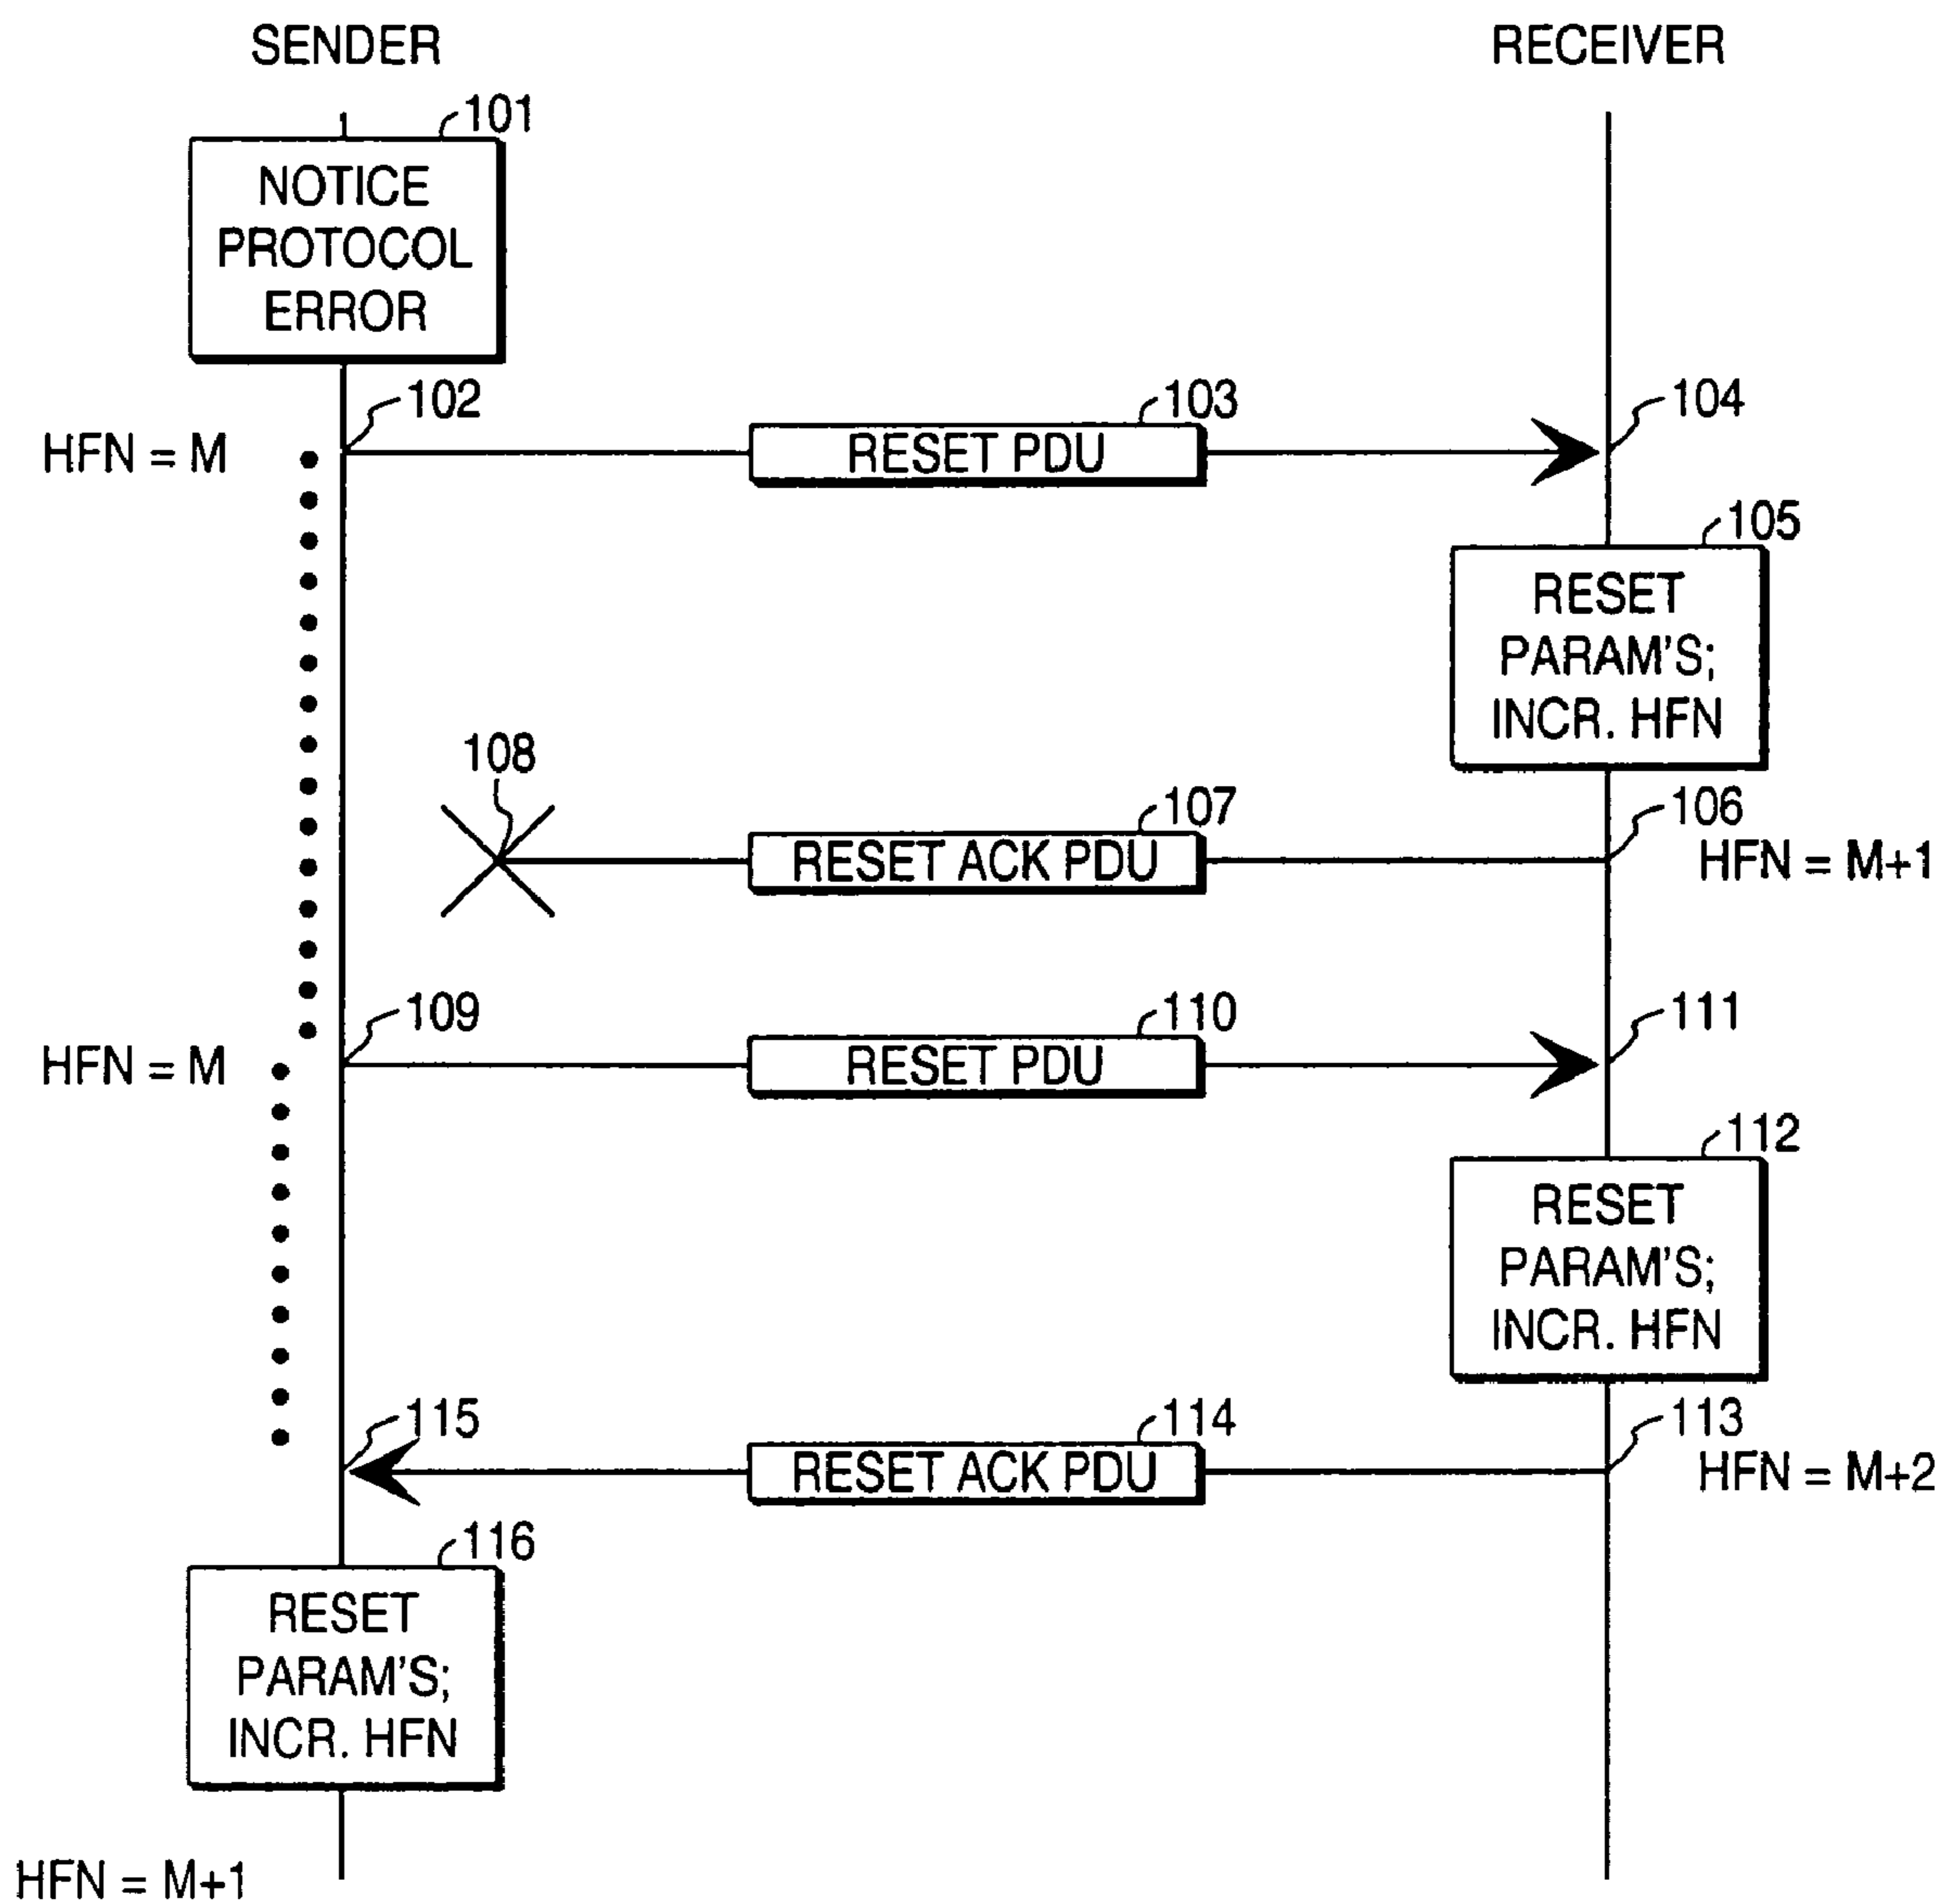 SENDER
RECEIVER
101
NOTICE
PROTOCOL
ERROR
102
103
104
HFN = M
RESET PDU
105
RESET
PARAM'S;
INCR. HFN
108
107
106
RESET ACK PDU
HFN = M+1
109
110
111
HFN = M
RESET PDU
112
RESET
PARAM'S;
INCR. HFN
115
114
113
RESET ACK PDU
HFN = M+2
116
RESET
PARAM'S;
INCR. HFN
HFN = M+1